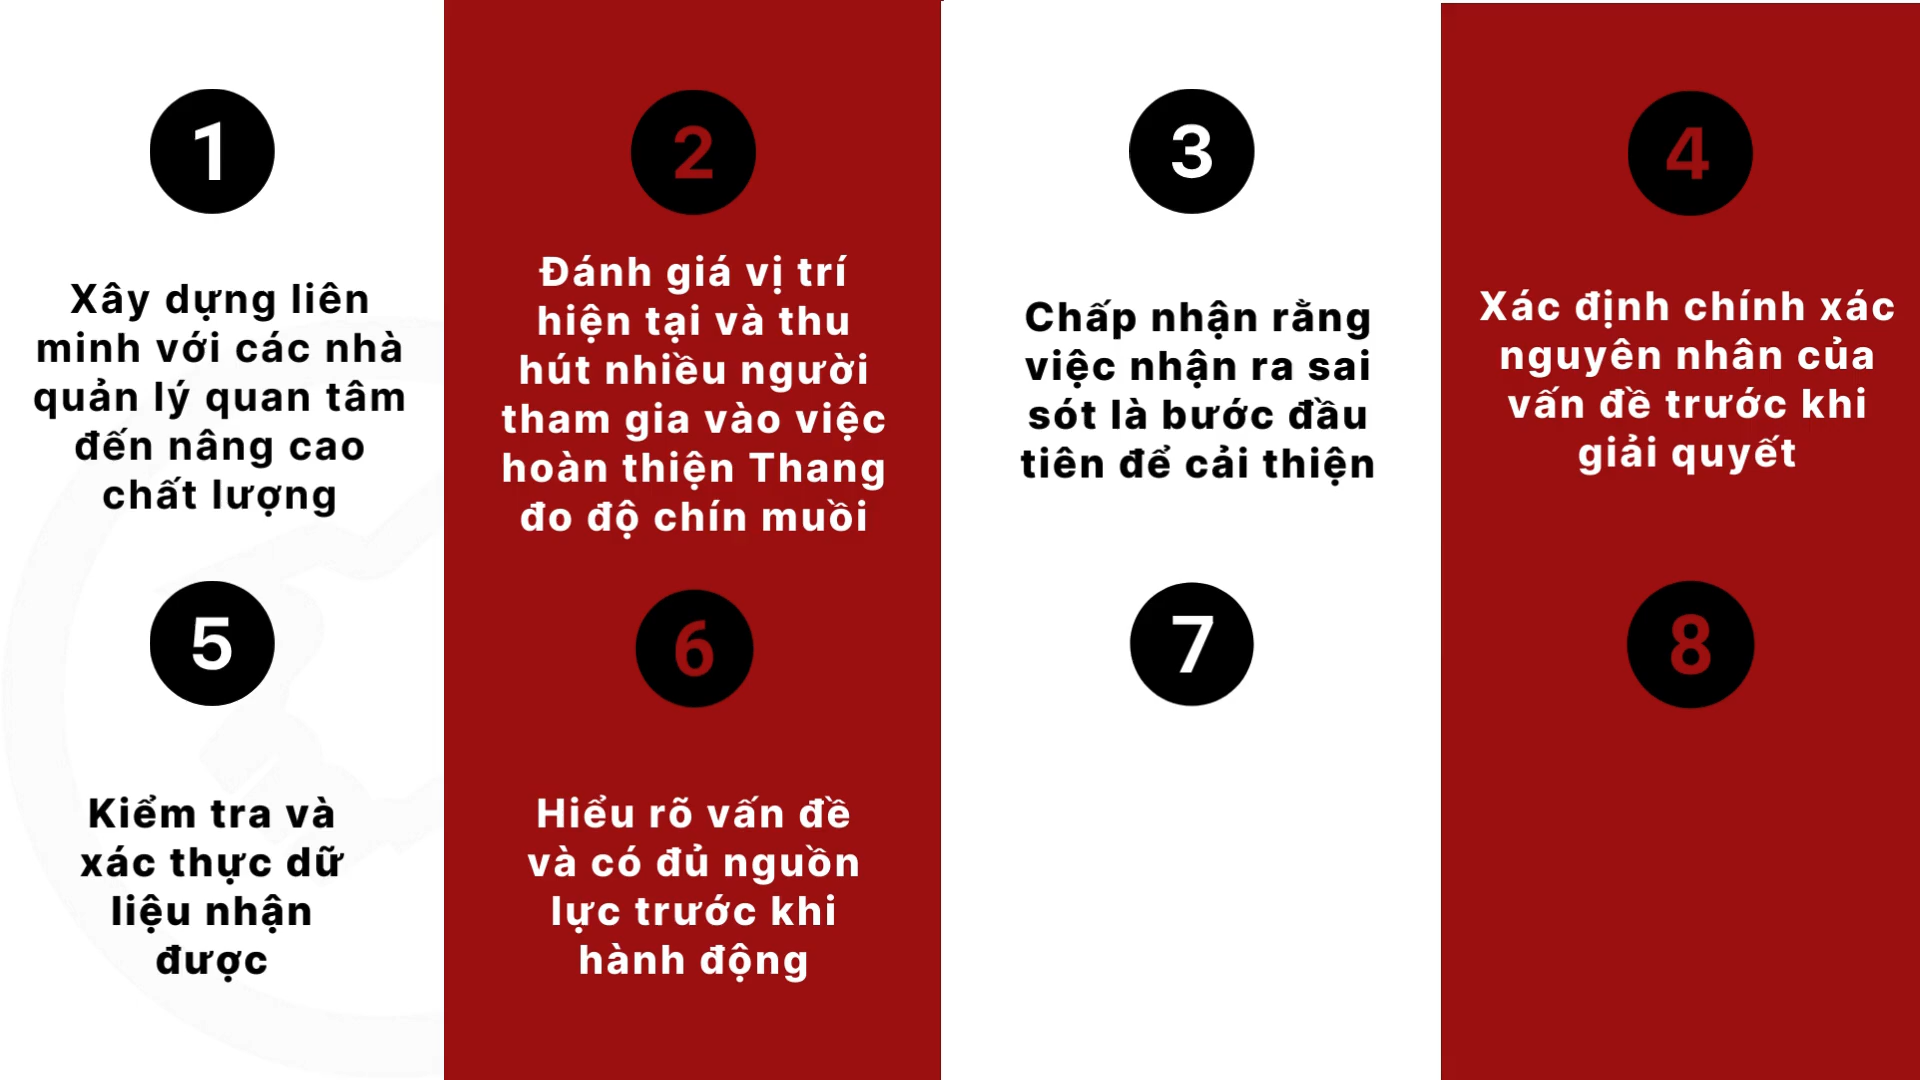 1
Xây dựng liên
minh với các nhà
quản lý quan tâm
đến nâng cao
chất lượng
2
Đánh giá vị trí
hiện tại và thu
hút nhiều người
tham gia vào việc
hoàn thiện Thang
đo độ chín muồi
3
Chấp nhận rằng
việc nhận ra sai
sót là bước đầu
tiên để cải thiện
4
Xác định chính xác
nguyên nhân của
vấn đề trước khi
giải quyết
5
Kiểm tra và
xác thực dữ
liệu nhận
được
6
Hiểu rõ vấn đề
và có đủ nguồn
lực trước khi
hành động
7
8